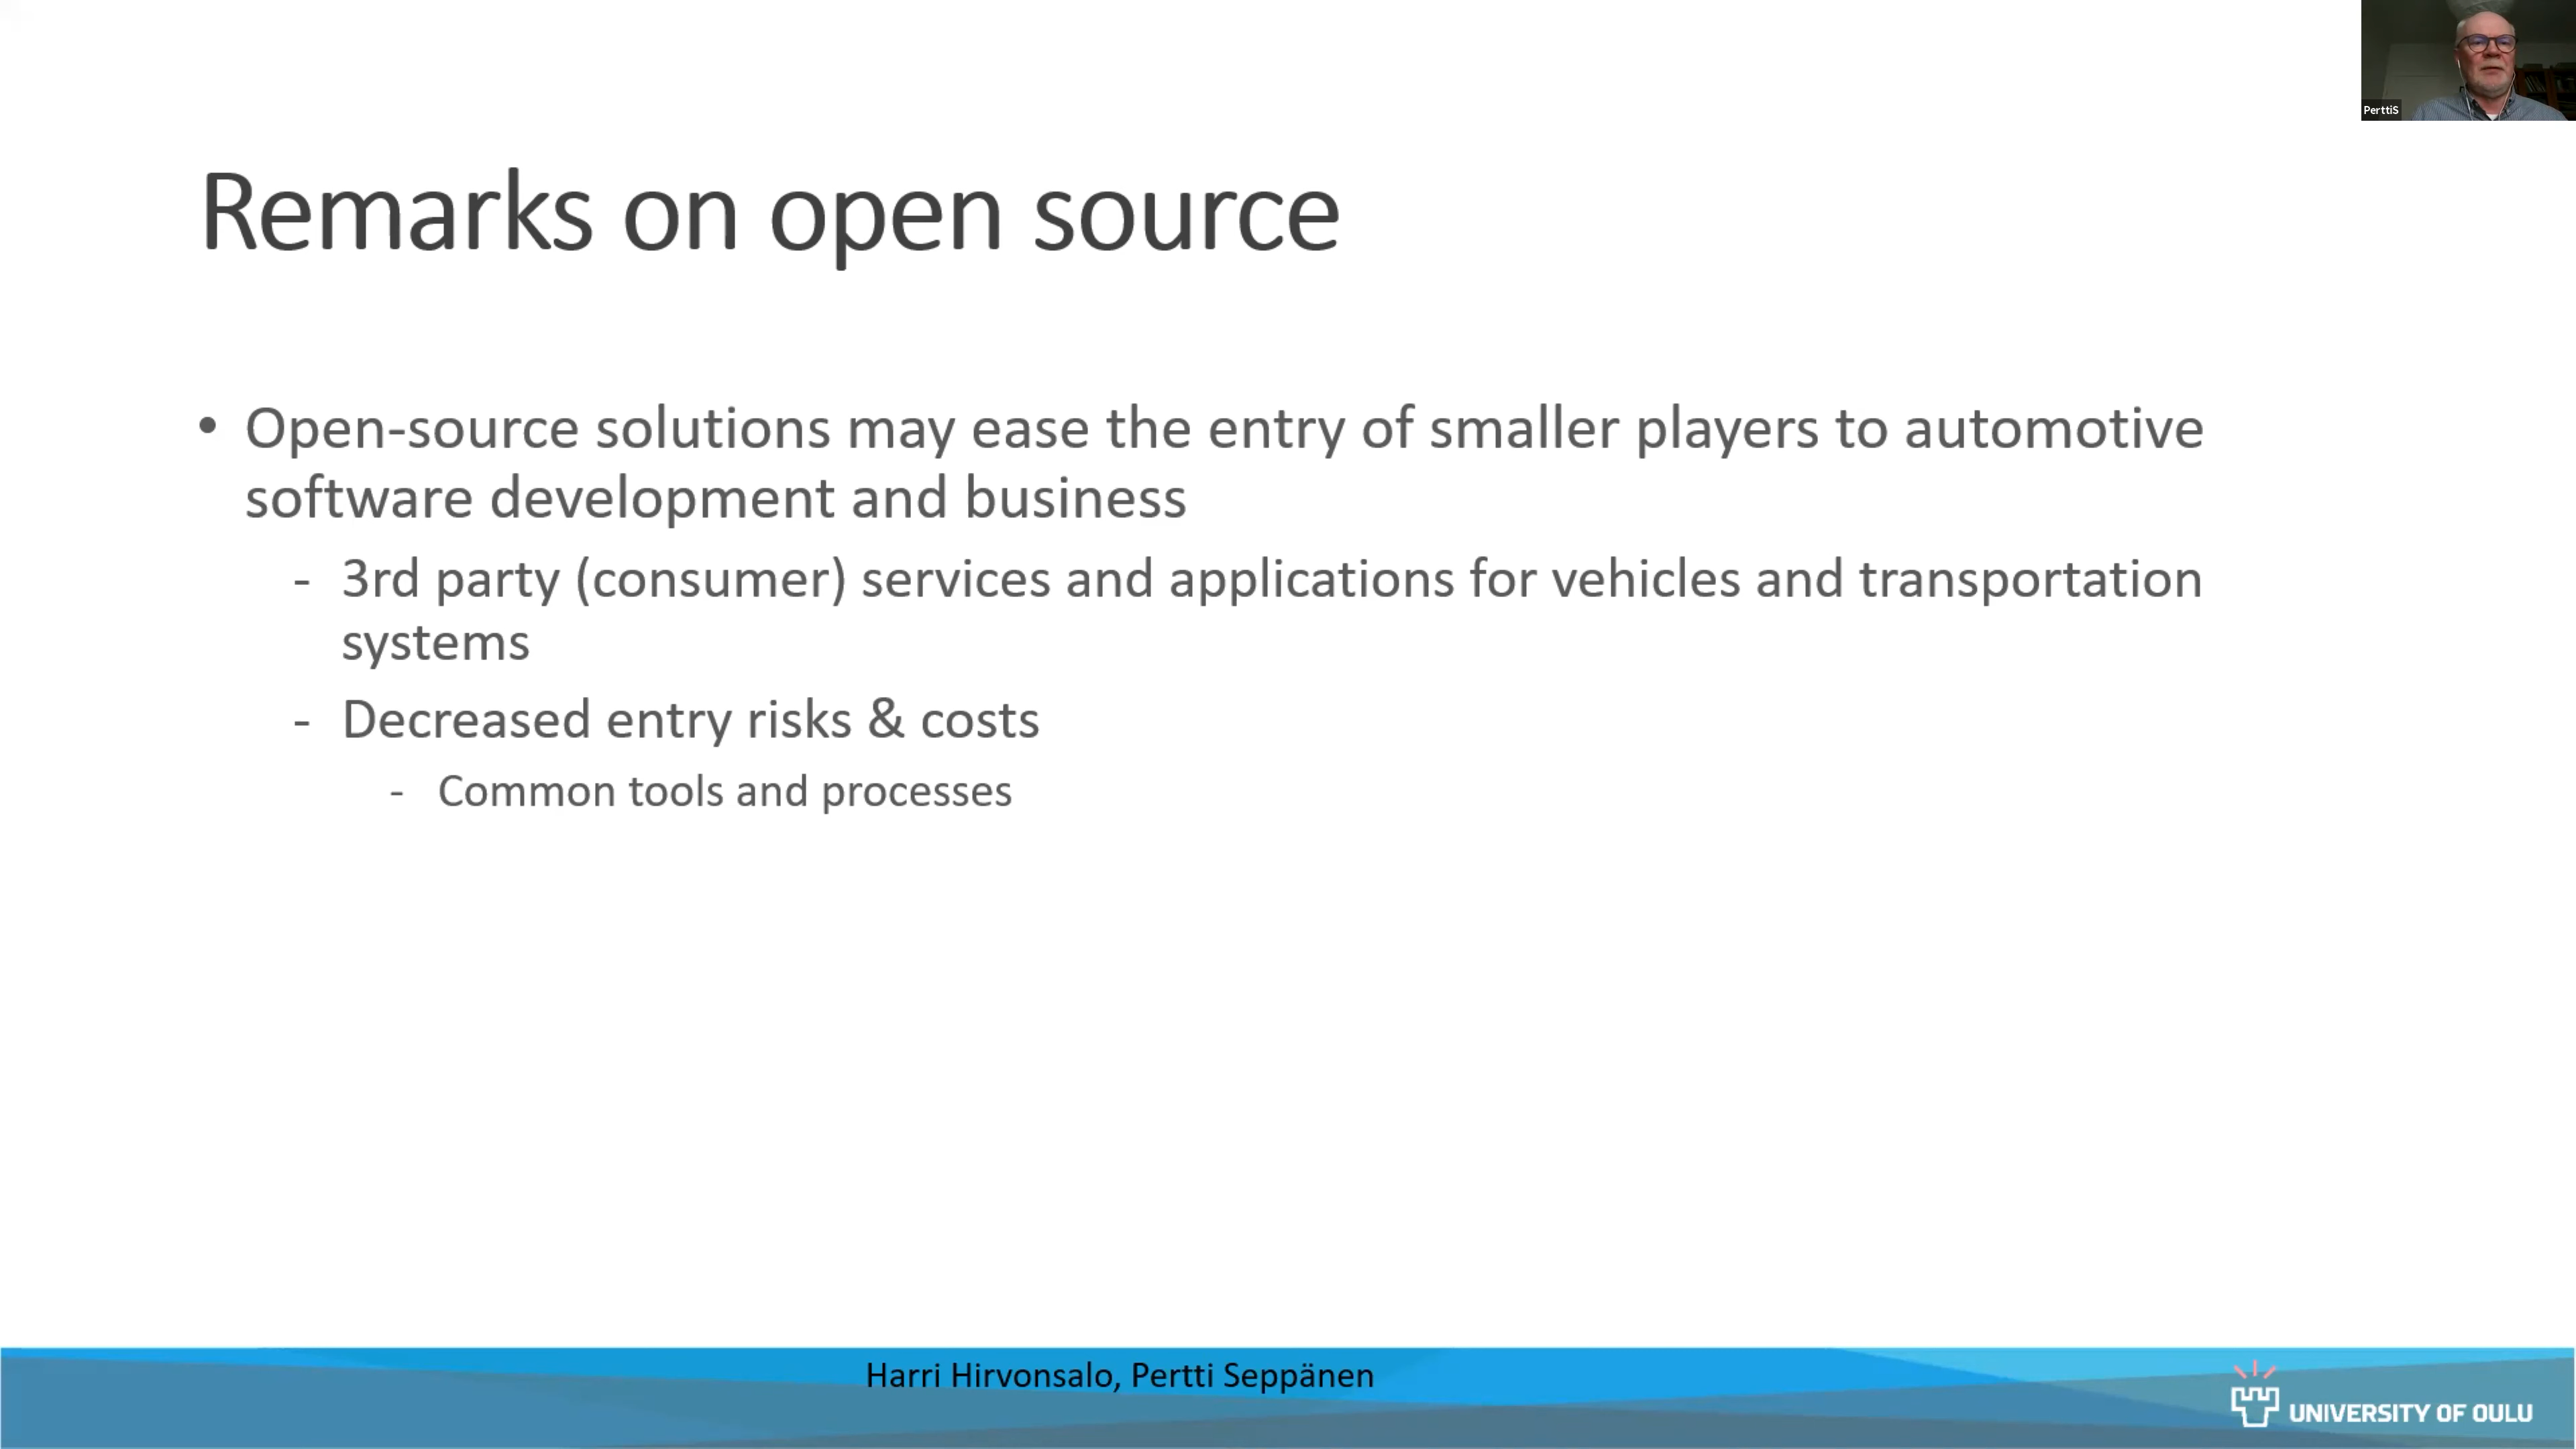 PerttiS
Remarks on open source
• Open-source solutions may ease the entry of smaller players to automotive
software development and business
- 3rd party (consumer) services and applications for vehicles and transportation
systems
- Decreased entry risks & costs
- Common tools and processes
Harri Hirvonsalo, Pertti Seppänen
UNIVERSITY OF OULU